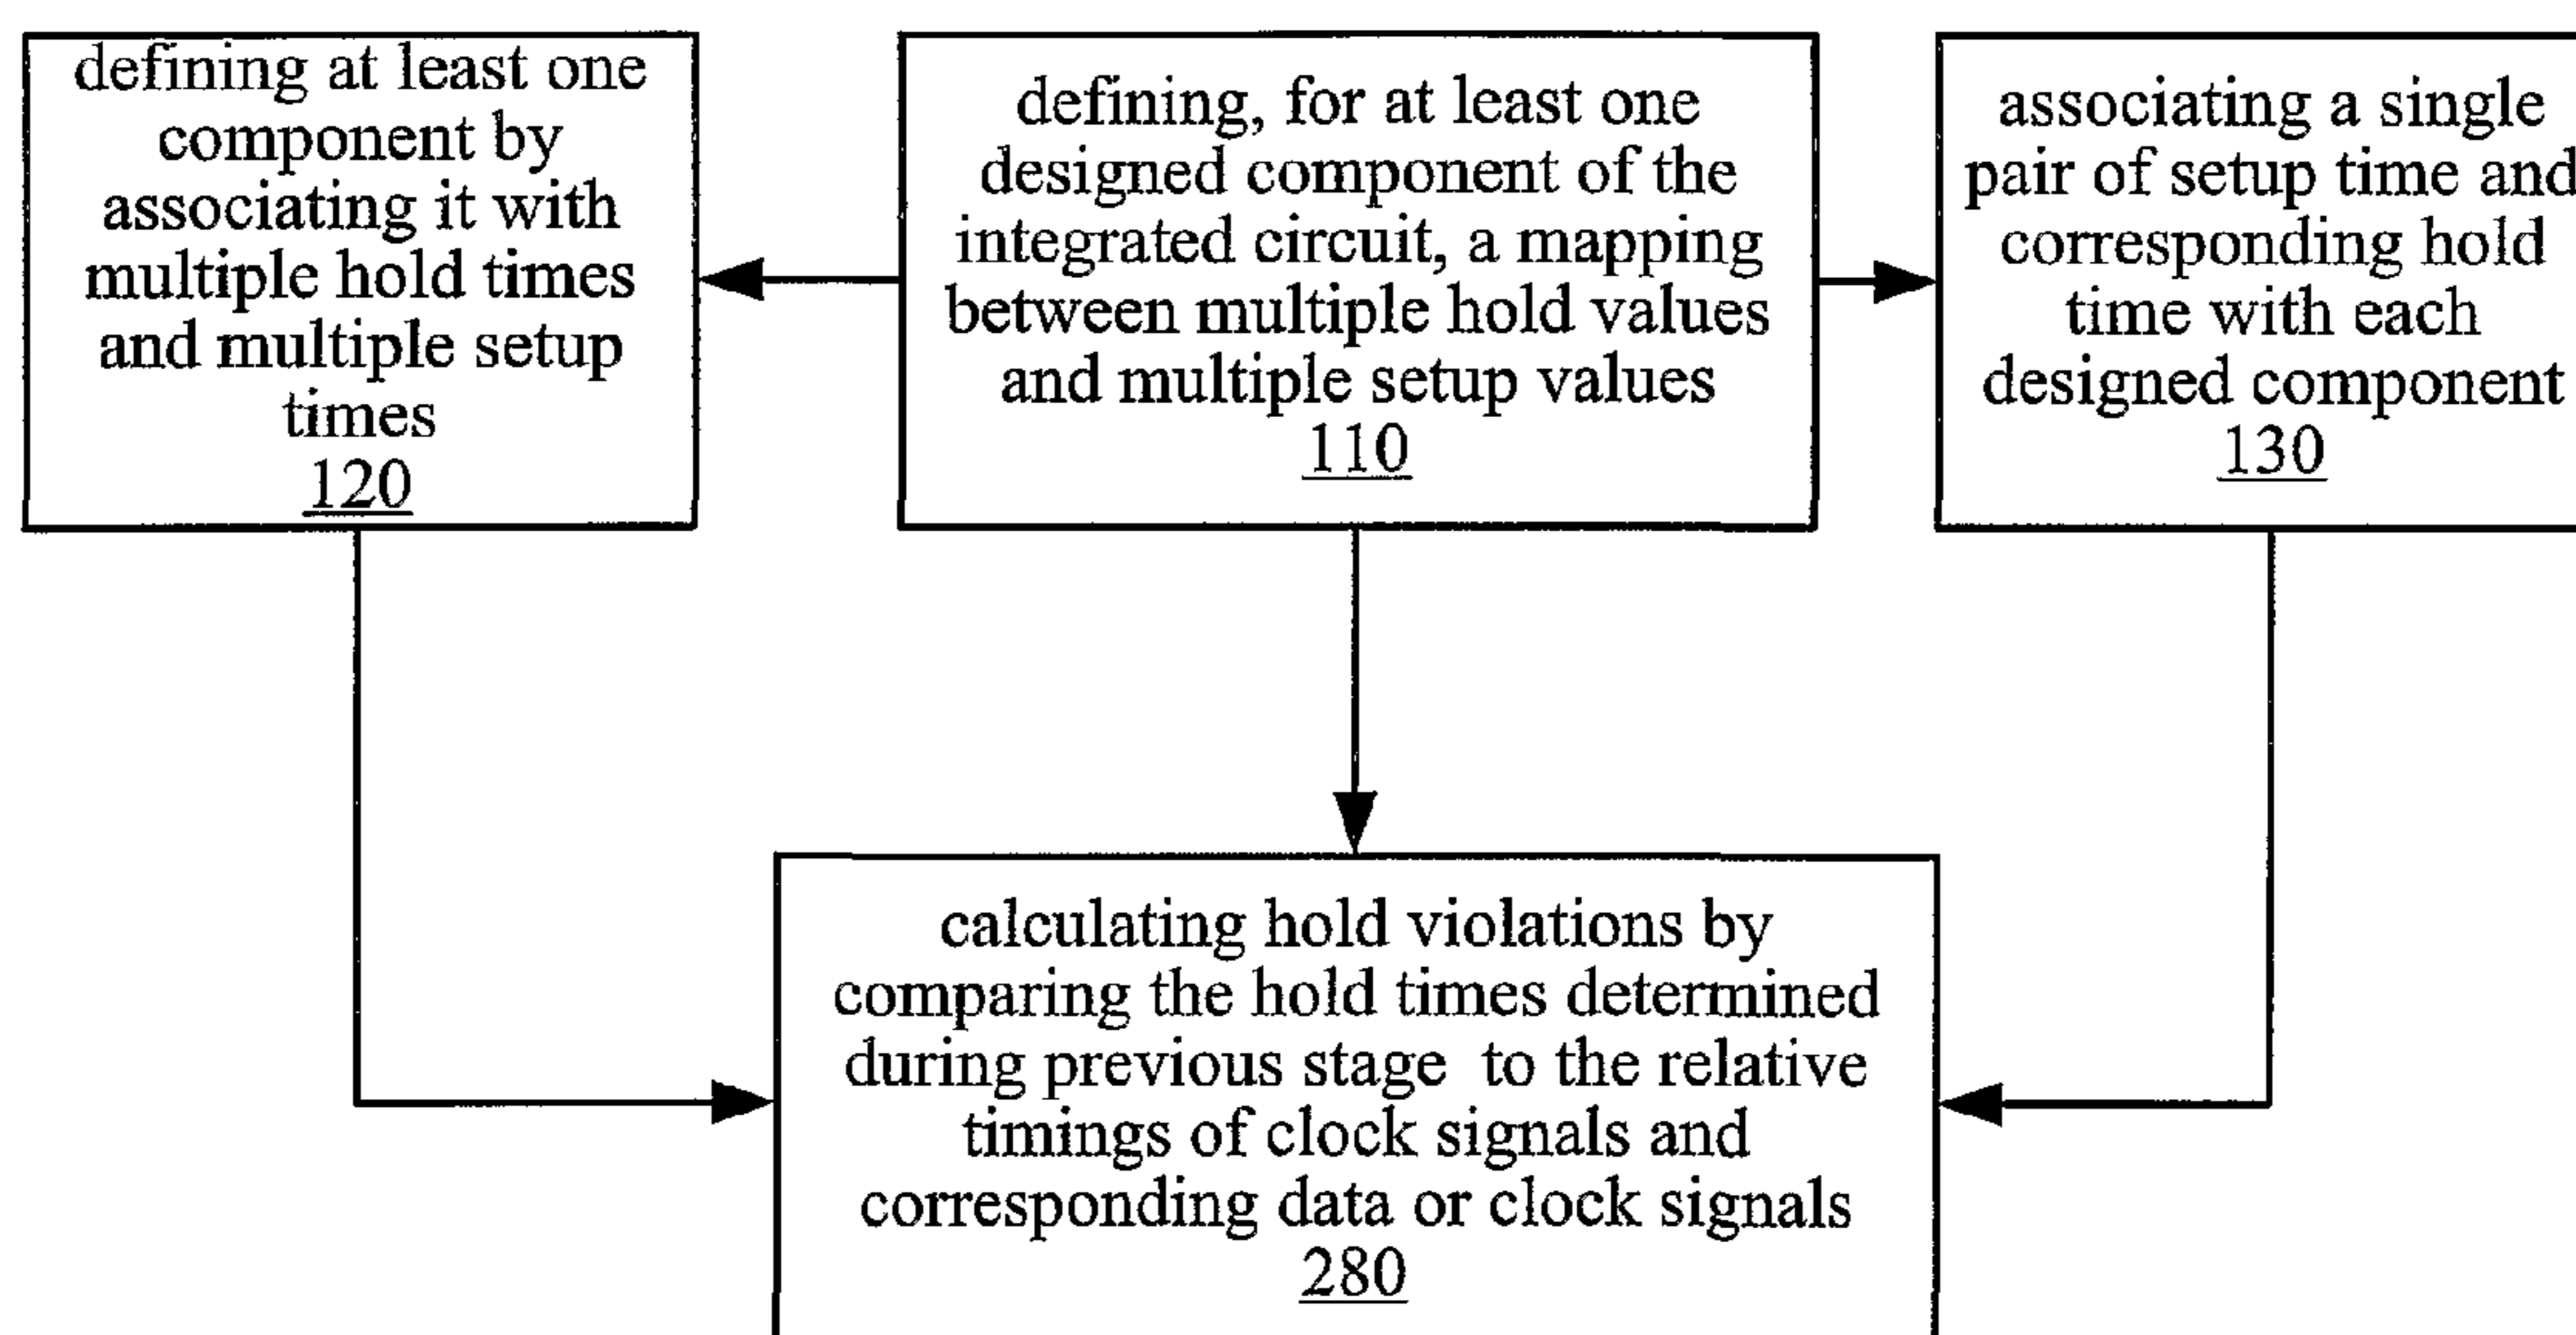 defining at least one
component by
associating it with
multiple hold times
and multiple setup
times
120
defining, for at least one
designed component of the
integrated circuit, a mapping
between multiple hold values
and multiple setup values
110
associating a single
pair of setup time and
corresponding hold
time with each
designed component
130
calculating hold violations by
comparing the hold times determined
during previous stage to the relative
timings of clock signals and
corresponding data or clock signals
280